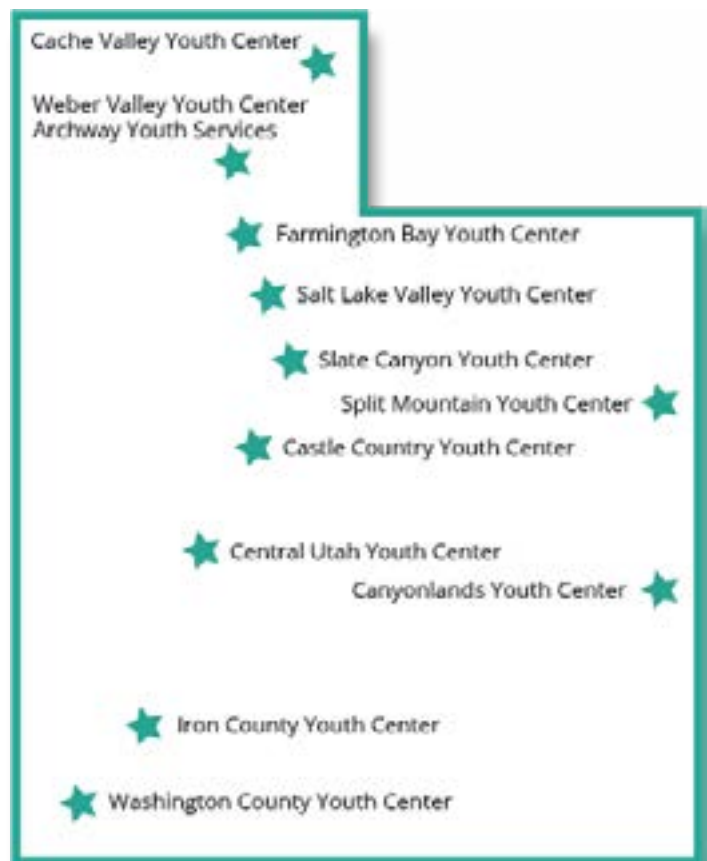 Cache Valley Youth Center
Weber Valley Youth Center
Archway Youth Services
Farmington Bay Youth Center
Salt Lake Valley Youth Center
Slate Canyon Youth Center
Split Mountain Youth Center
Castle Country Youth Center
Central Utah Youth Center
Canyonlands Youth Center
Iron County Youth Center
Washington County Youth Center